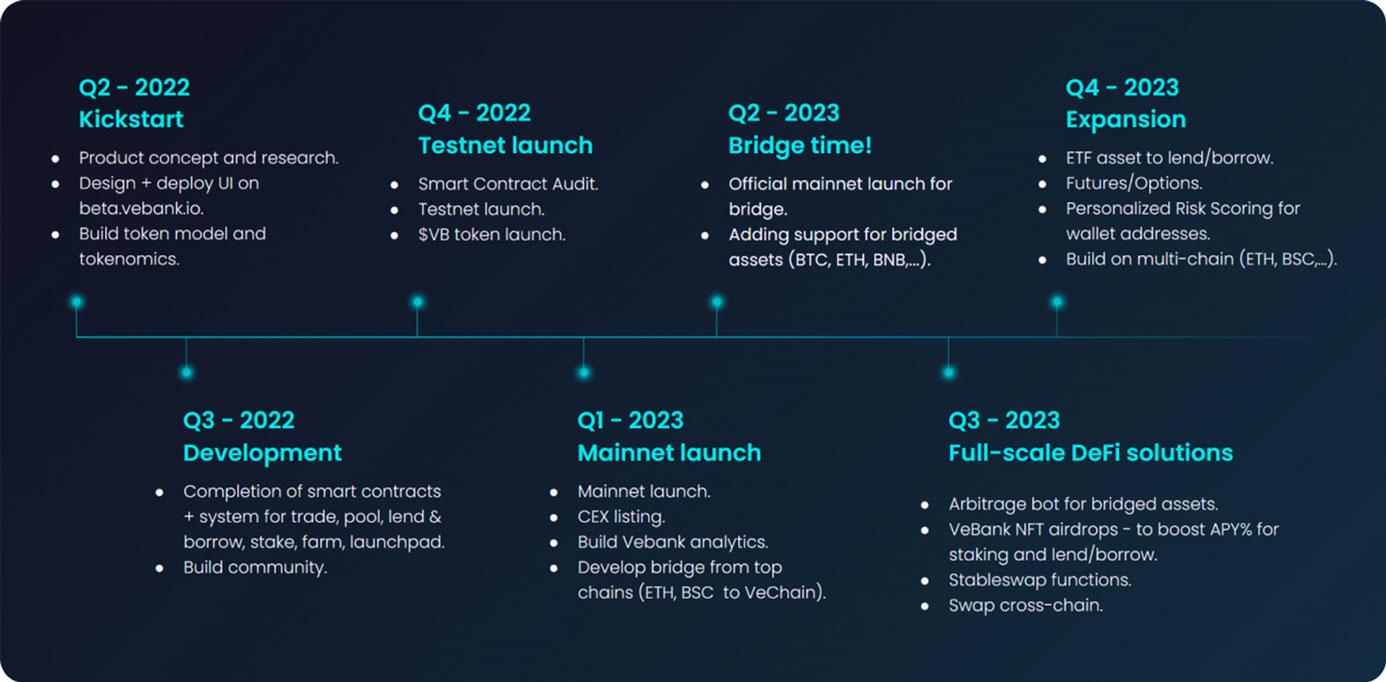 Q2 - 2022
Kickstart
● Product concept and research.
● Design + deploy UI on
beta.vebank.io.
● Build token model and
tokenomics.
Q4 - 2022
Testnet launch
● Smart Contract Audit.
● Testnet launch.
● $VB token launch.
Q2 - 2023
Bridge time!
● Official mainnet launch for
bridge.
● Adding support for bridged
assets (BTC, ETH, BNB,...).
Q4 - 2023
Expansion
● ETF asset to lend/borrow.
● Futures/Options.
● Personalized Risk Scoring for
wallet addresses.
● Build on multi-chain (ETH, BSC,...).
Q3 - 2022
Development
● Completion of smart contracts
+ system for trade, pool, lend &
borrow, stake, farm, launchpad.
● Build community.
Q1 - 2023
Mainnet launch
● Mainnet launch.
● CEX listing.
● Build Vebank analytics.
● Develop bridge from top
chains (ETH, BSC  to VeChain).
Q3 - 2023
Full-scale DeFi solutions
● Arbitrage bot for bridged assets.
● VeBank NFT airdrops - to boost APY% for
staking and lend/borrow.
● Stableswap functions.
● Swap cross-chain.